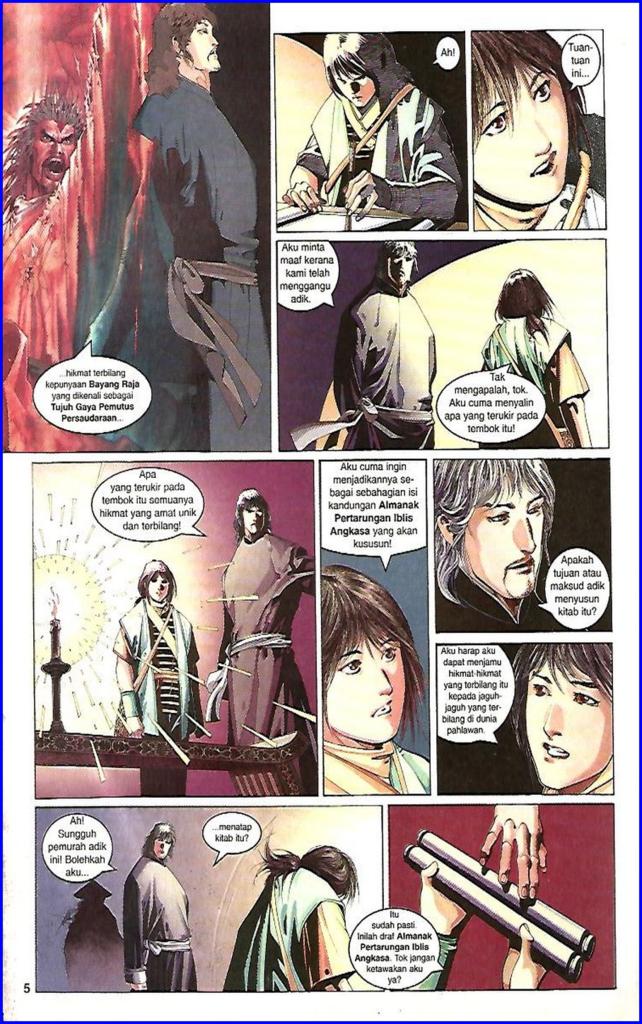 ...hikmat terbilang
kepunyaan Bayang Raja
yang dikenali sebagai
Tujuh Gaya Pemutus
Persaudaraan...
Ah!
Tuan-
tuan
ini...
Aku minta
maaf kerana
kami telah
menggangu
adik.
Tak
mengapalah, tok.
Aku cuma menyalin
apa yang terukir pada
tembok itu!
Apa
yang terukir pada
tembok itu semuanya
hikmat yang amat unik
dan terbilang!
Aku cuma ingin
menjadikannya se-
bagai sebahagian isi
kandungan Almanak
Pertarungan Iblis
Angkasa yang akan
kususun!
Apakah
tujuan atau
maksud adik
menyusun
kitab itu?
Aku harap aku
dapat menjamu
hikmat-hikmat
yang terbilang itu
kepada jaguh-
jaguh yang ter-
bilang di dunia
pahlawan.
Ah!
Sungguh
pemurah adik
ini! Bolehkah
aku...
...menatap
kitab itu?
Itu
sudah pasti.
Inilah draf Almanak
Pertarungan Iblis
Angkasa. Tok jangan
ketawakan aku
ya?
5